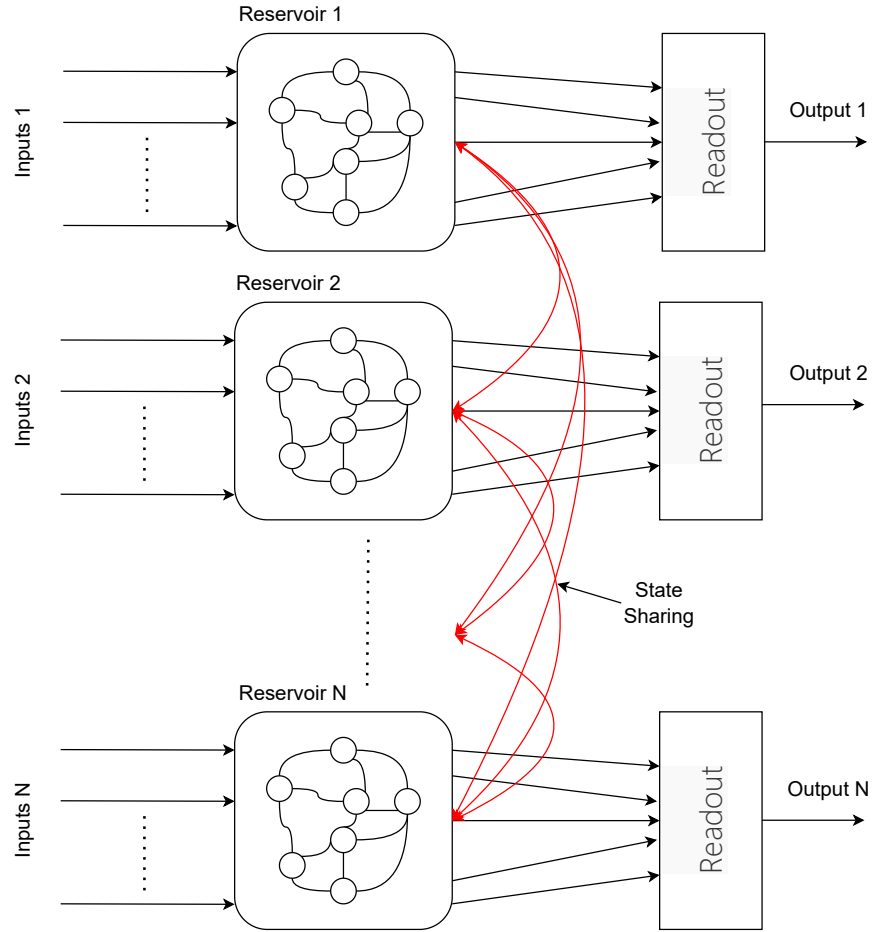 Reservoir 1
Inputs 1
Readout
Output 1
Reservoir 2
Inputs 2
Readout
Output 2
State
Sharing
Reservoir N
Inputs N
Readout
Output N